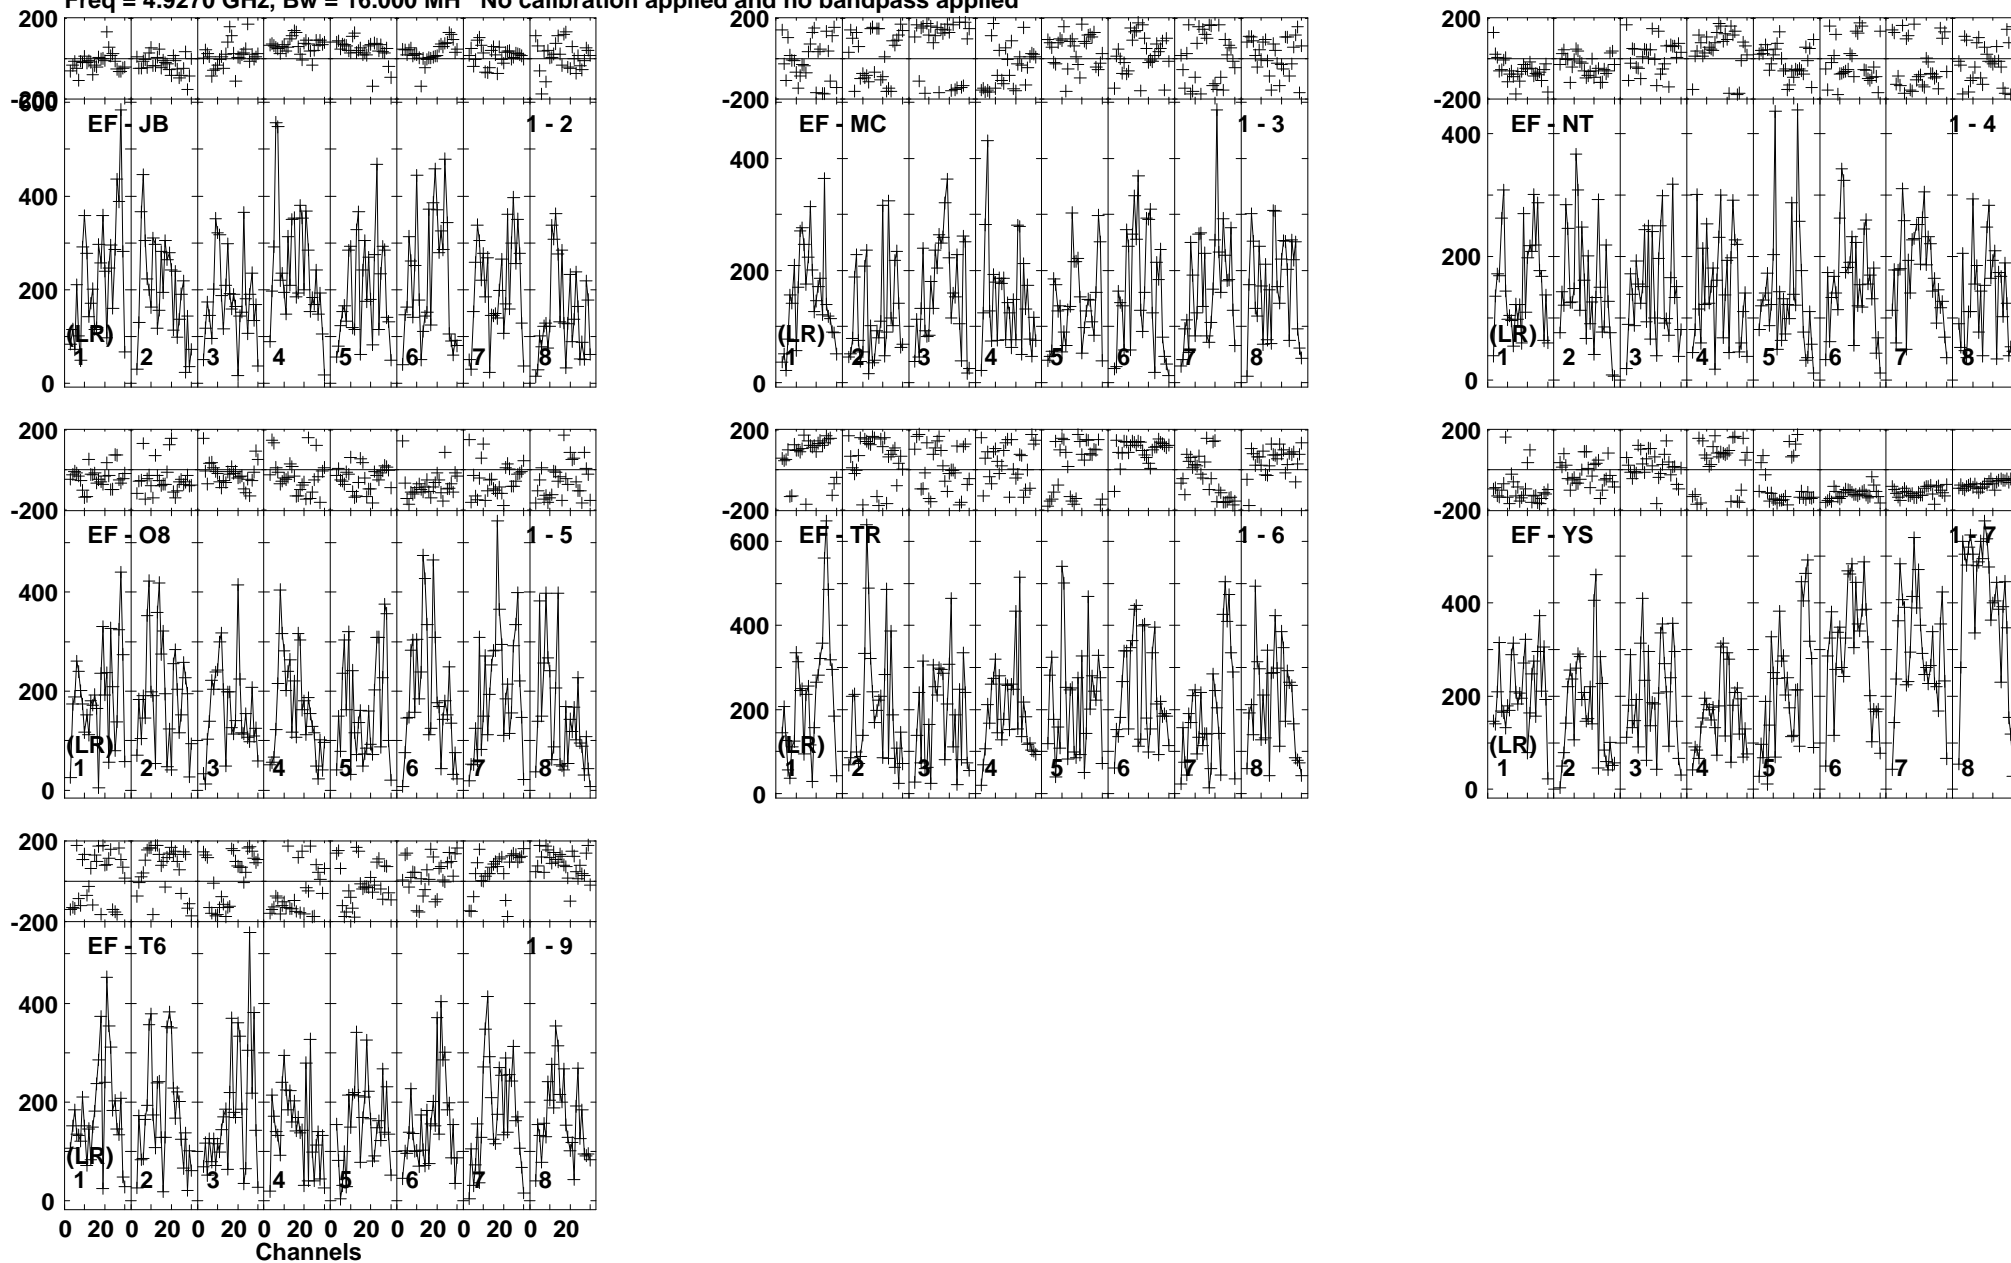 Freq = 4.9270 GHz, Bw = 16.000 MH No calibration applied and no bandpass applied
200 200 200
-200 -200 -200
600
EF - JB 1 - 2 EF - MC 1 - 3 EF - NT 1 - 4
400 400 400
200 200 200
(LR) (LR) (LR)
1 2 3 4 5 6 7 8 1 2 3 4 5 6 7 8 1 2 3 4 5 6 7 8
0 0 0
200 200 200
-200 -200 -200
EF - O8 1 - 5 EF - TR 1 - 6 EF - YS 1 - 7
600
400 400 400
200 200 200
(LR) (LR) (LR)
1 2 3 4 5 6 7 8 1 2 3 4 5 6 7 8 1 2 3 4 5 6 7 8
0 0 0
200
-200
EF - T6 1 - 9
400
200
(LR)
1 2 3 4 5 6 7 8
0
0 20 0 20 0 20 0 20 0 20 0 20 0 20 0 20
Channels